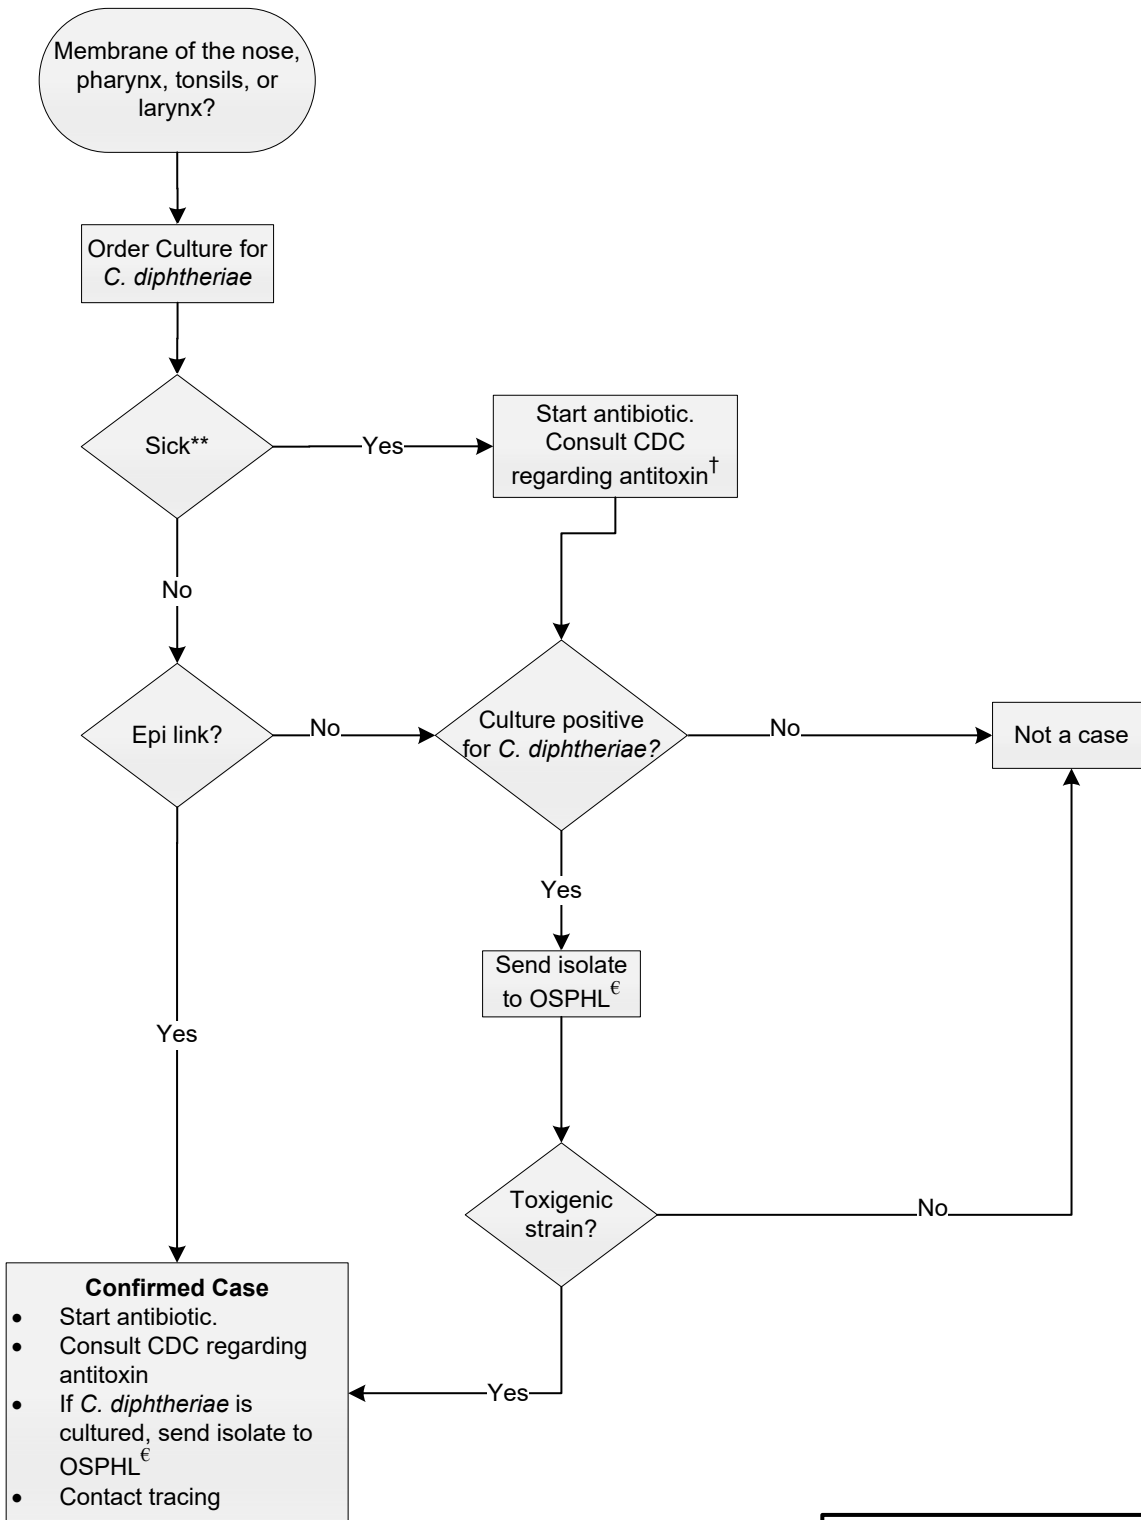 Membrane of the nose,
pharynx, tonsils, or
larynx?
Order Culture for
C. diphtheriae
Sick**
Yes
Start antibiotic.
Consult CDC
regarding antitoxin†
No
Epi link?
No
Culture positive
for C. diphtheriae?
No
Not a case
Yes
Send isolate
to OSPHL€
Yes
Toxigenic
strain?
No
Confirmed Case
• Start antibiotic.
• Consult CDC regarding
antitoxin
• If C. diphtheriae is
cultured, send isolate to
OSPHL€
• Contact tracing
Yes